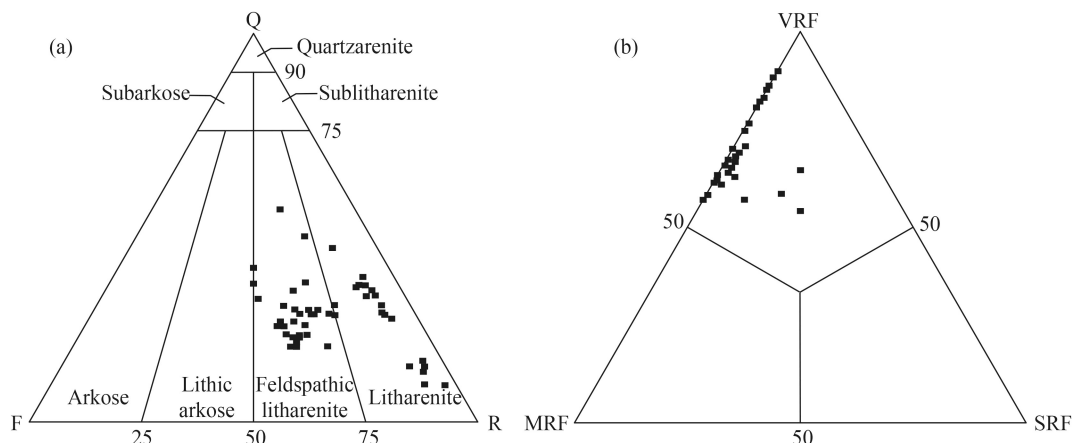 (a)
Q
Quartzarenite
90
Subarkose
Sublitharenite
75
Arkose
Lithic
arkose
Feldspathic
litharenite
Litharenite
F
R
25
50
75
(b)
VRF
50
50
MRF
SRF
50